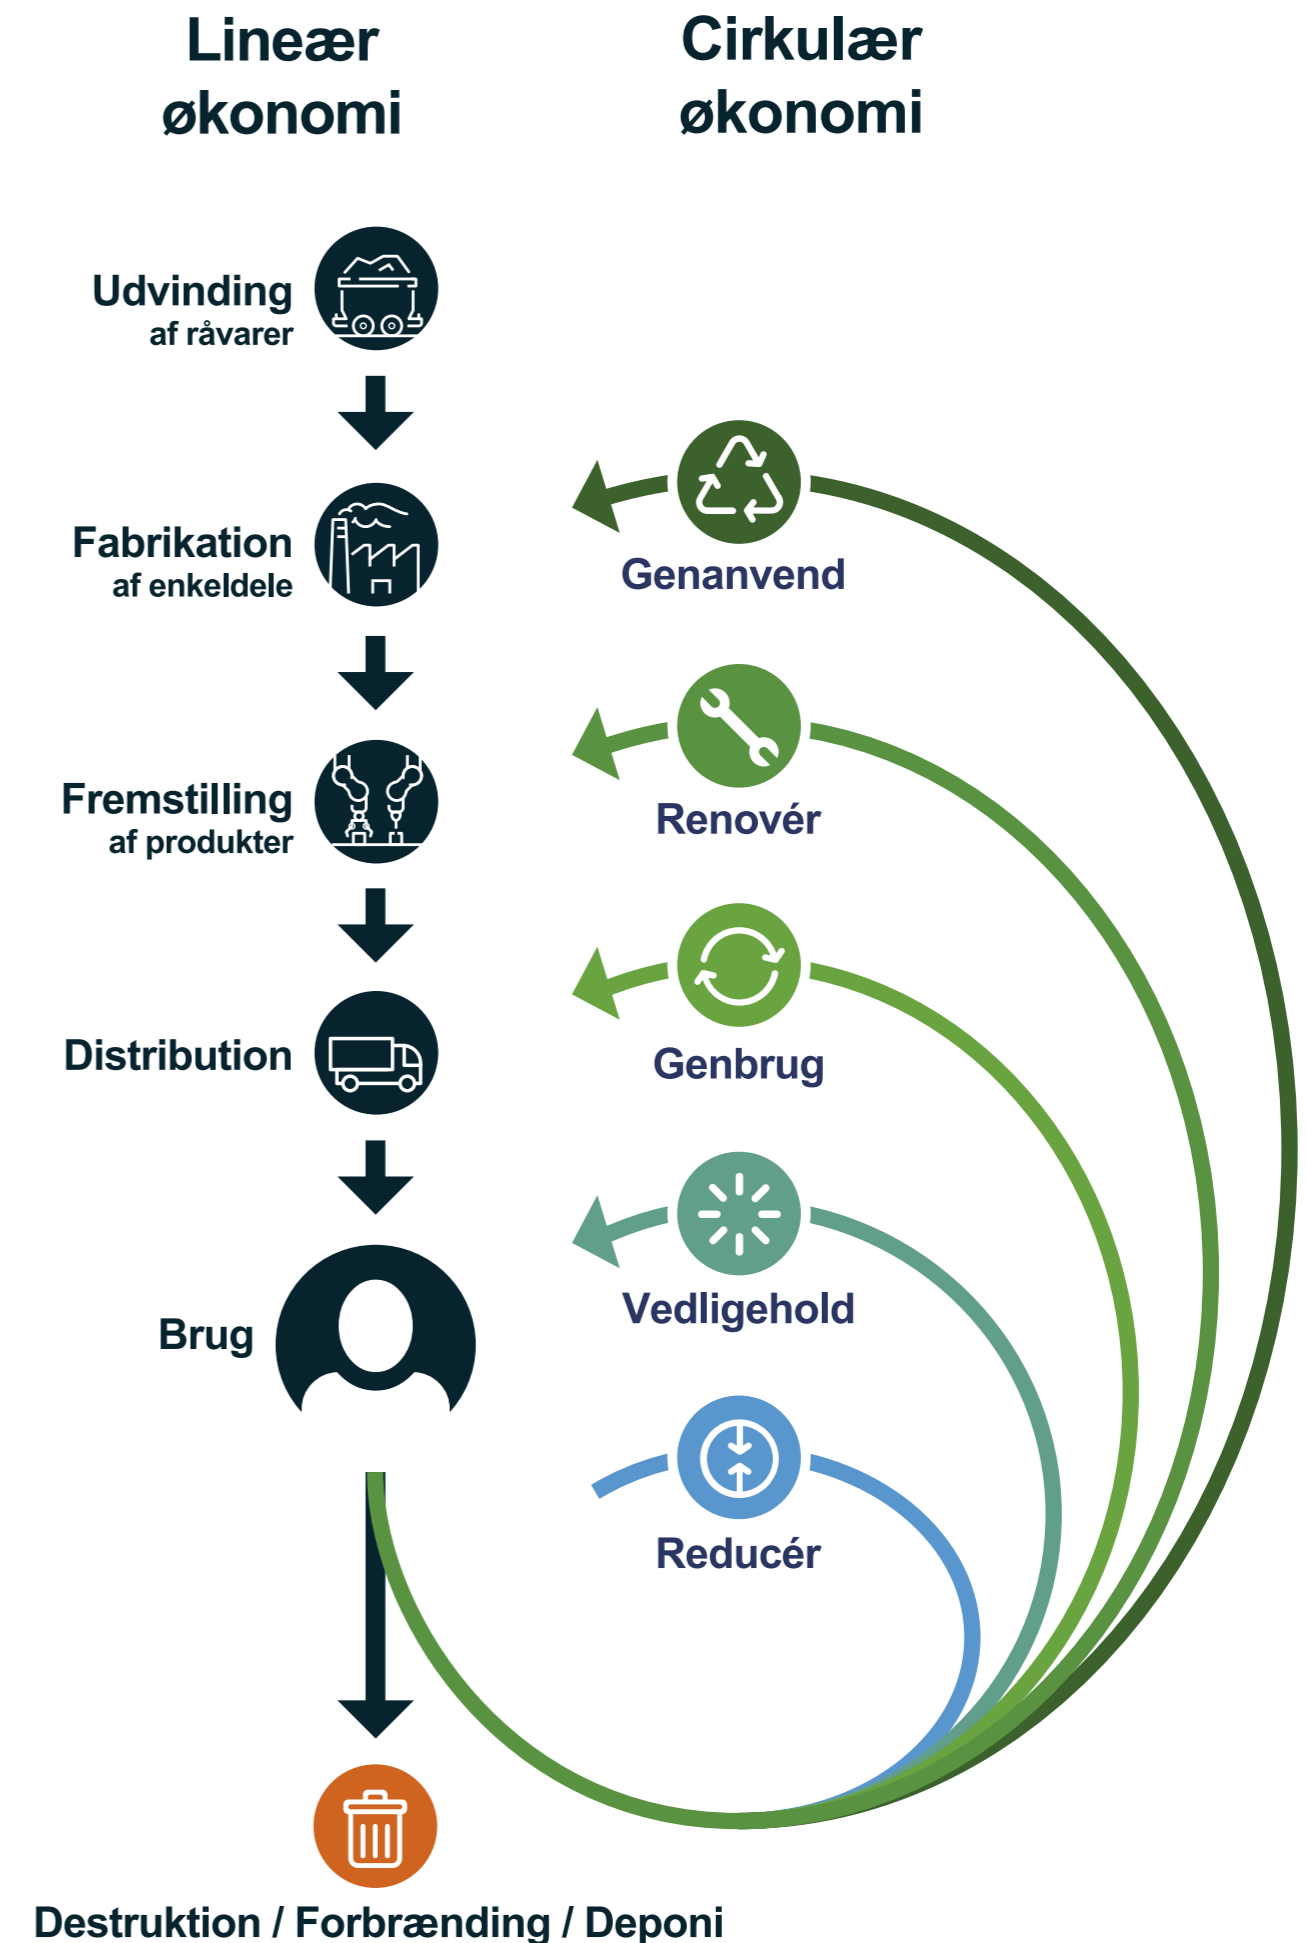 Lineær
økonomi
Cirkulær
økonomi
Udvinding
af råvarer
Fabrikation
af enkeldele
Fremstilling
af produkter
Distribution
Brug
Destruktion / Forbrænding / Deponi
Genanvend
Renovér
Genbrug
Vedligehold
Reducér